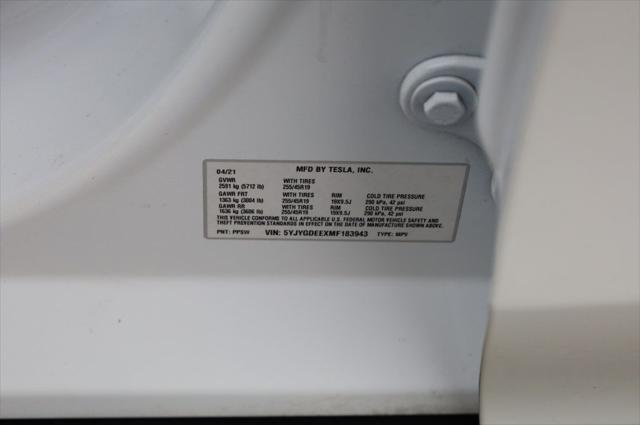 04/21 MFD BY TESLA, INC.
GVWR WITH TIRES
2591 kg (5712 lb) 255/45R19
GAWR FRT WITH TIRES RIM COLD TIRE PRESSURE
1363 kg (3004 lb) 255/45R19 19X9.5J 290 kPa, 42 psi
GAWR RR WITH TIRES RIM COLD TIRE PRESSURE
1636 kg (3606 lb) 255/45R19 19X9.5J 290 kPa, 42 psi
THIS VEHICLE CONFORMS TO ALL APPLICABLE U.S. FEDERAL MOTOR VEHICLE SAFETY AND
THEFT PREVENTION STANDARDS IN EFFECT ON THE DATE OF MANUFACTURE SHOWN ABOVE.
PNT: PPSW VIN: 5YJYGDEEXMF183943 TYPE: MPV